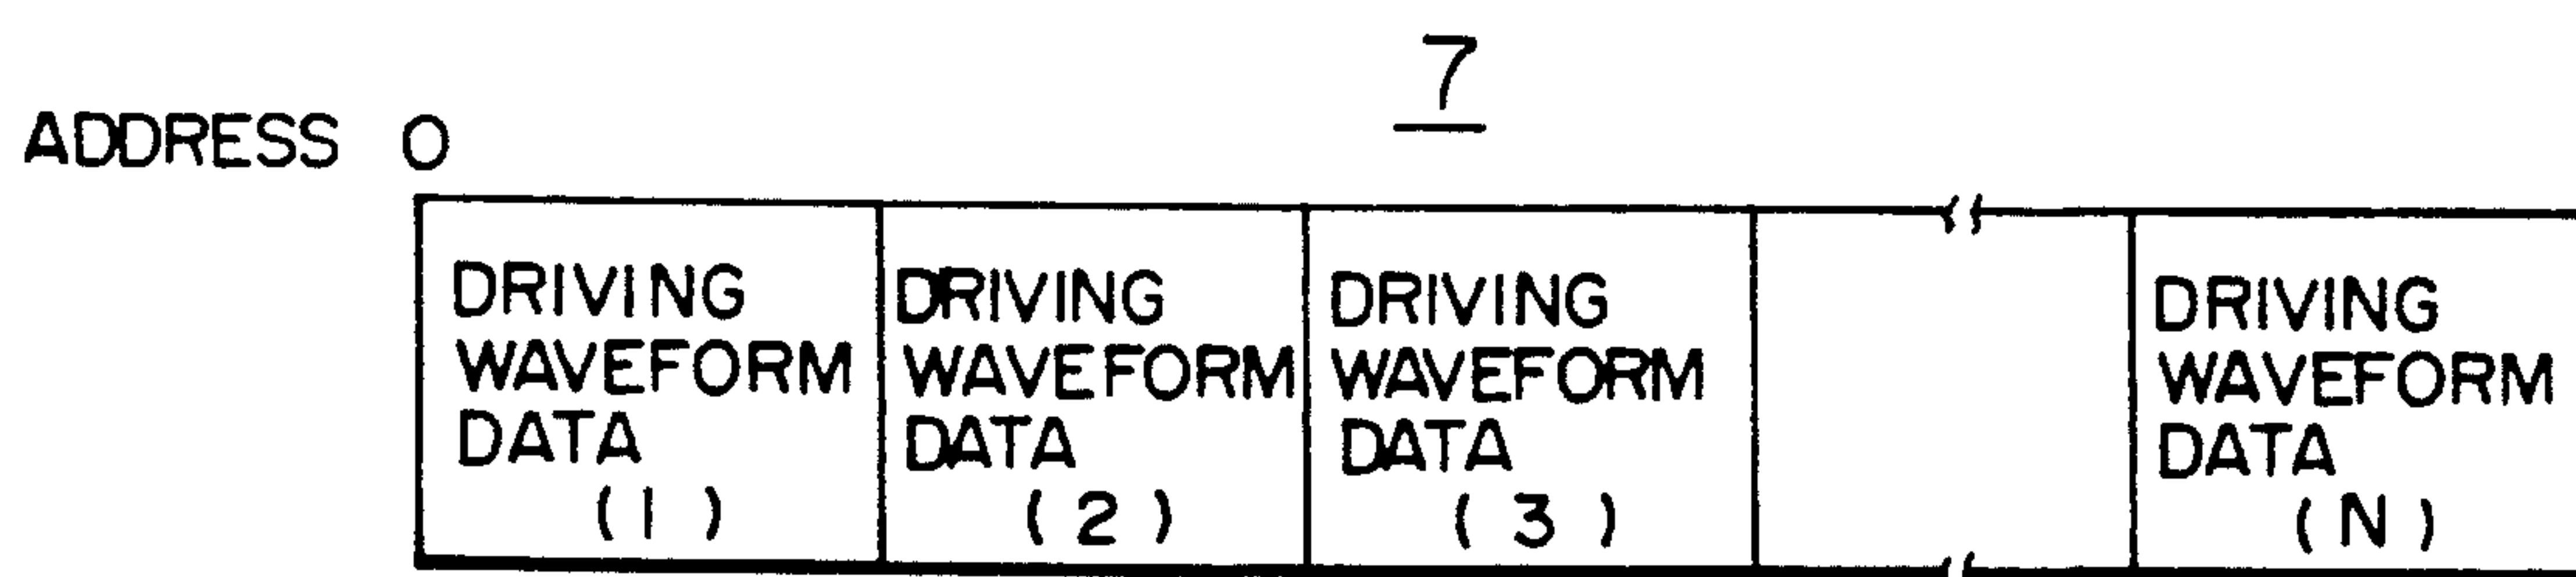 7
ADDRESS 0
DRIVING
WAVEFORM
DATA
(1)
DRIVING
WAVEFORM
DATA
(2)
DRIVING
WAVEFORM
DATA
(3)
DRIVING
WAVEFORM
DATA
(N)